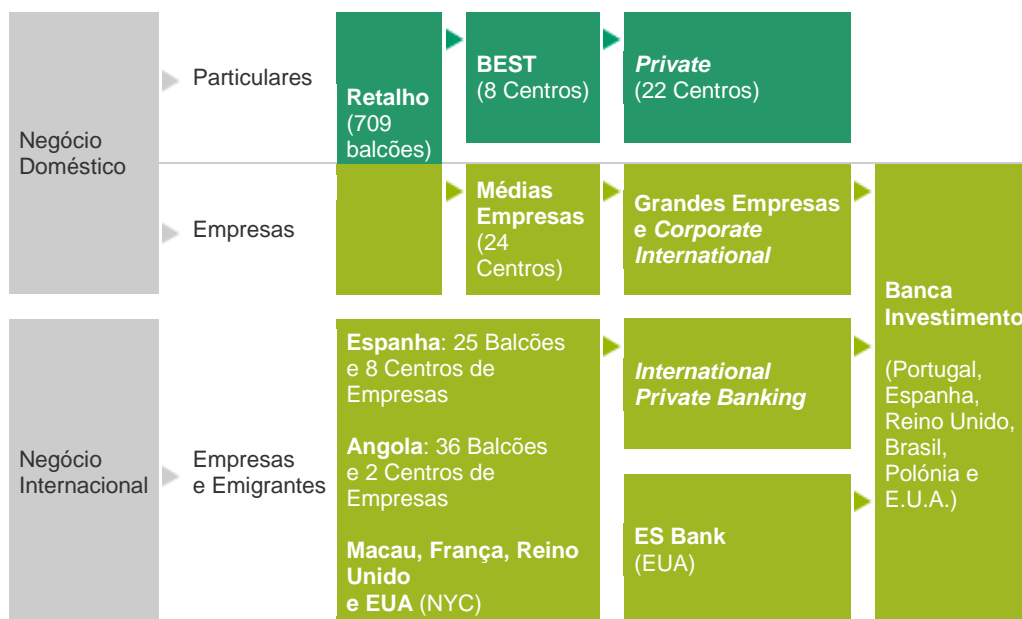 Negócio
Doméstico
Particulares
Retalho
(709
balcões)
BEST
(8 Centros)
Private
(22 Centros)
Empresas
Médias
Empresas
(24
Centros)
Grandes Empresas
e Corporate
International
Banca
Investimento
(Portugal,
Espanha,
Reino Unido,
Brasil,
Polónia e
E.U.A.)
Negócio
Internacional
Empresas
e Emigrantes
Espanha: 25 Balcões
e 8 Centros de
Empresas
Angola: 36 Balcões
e 2 Centros de
Empresas
Macau, França, Reino
Unido
e EUA (NYC)
International
Private Banking
ES Bank
(EUA)